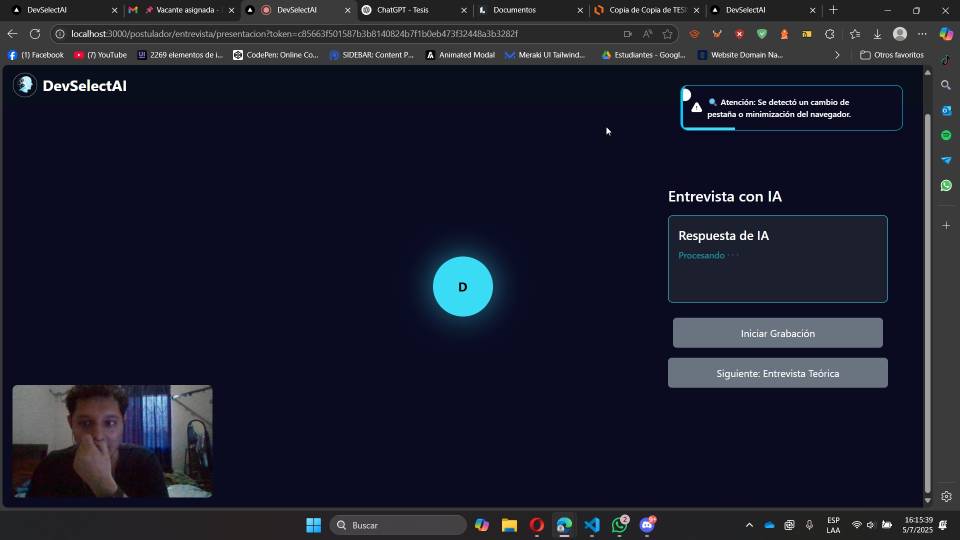 DevSelectAI
Vacante asignada -
DevSelectAI
ChatGPT - Tesis
Documentos
Copia de Copia de TESI
DevSelectAI
localhost:3000/postulador/entrevista/presentacion?token=c85663f501587b3b8140824b7f1b0eb473f32448a3b3282f
(1) Facebook
(7) YouTube
2269 elementos de i...
CodePen: Online Co...
SIDEBAR: Content P...
Animated Modal
Meraki UI Tailwind...
Estudiantes - Googl...
Website Domain Na...
Otros favoritos
DevSelectAI
Atención: Se detectó un cambio de
pestaña o minimización del navegador.
Entrevista con IA
Respuesta de IA
Procesando · · ·
D
Iniciar Grabación
Siguiente: Entrevista Teórica
Buscar
ESP
LAA
16:15:39
5/7/2025